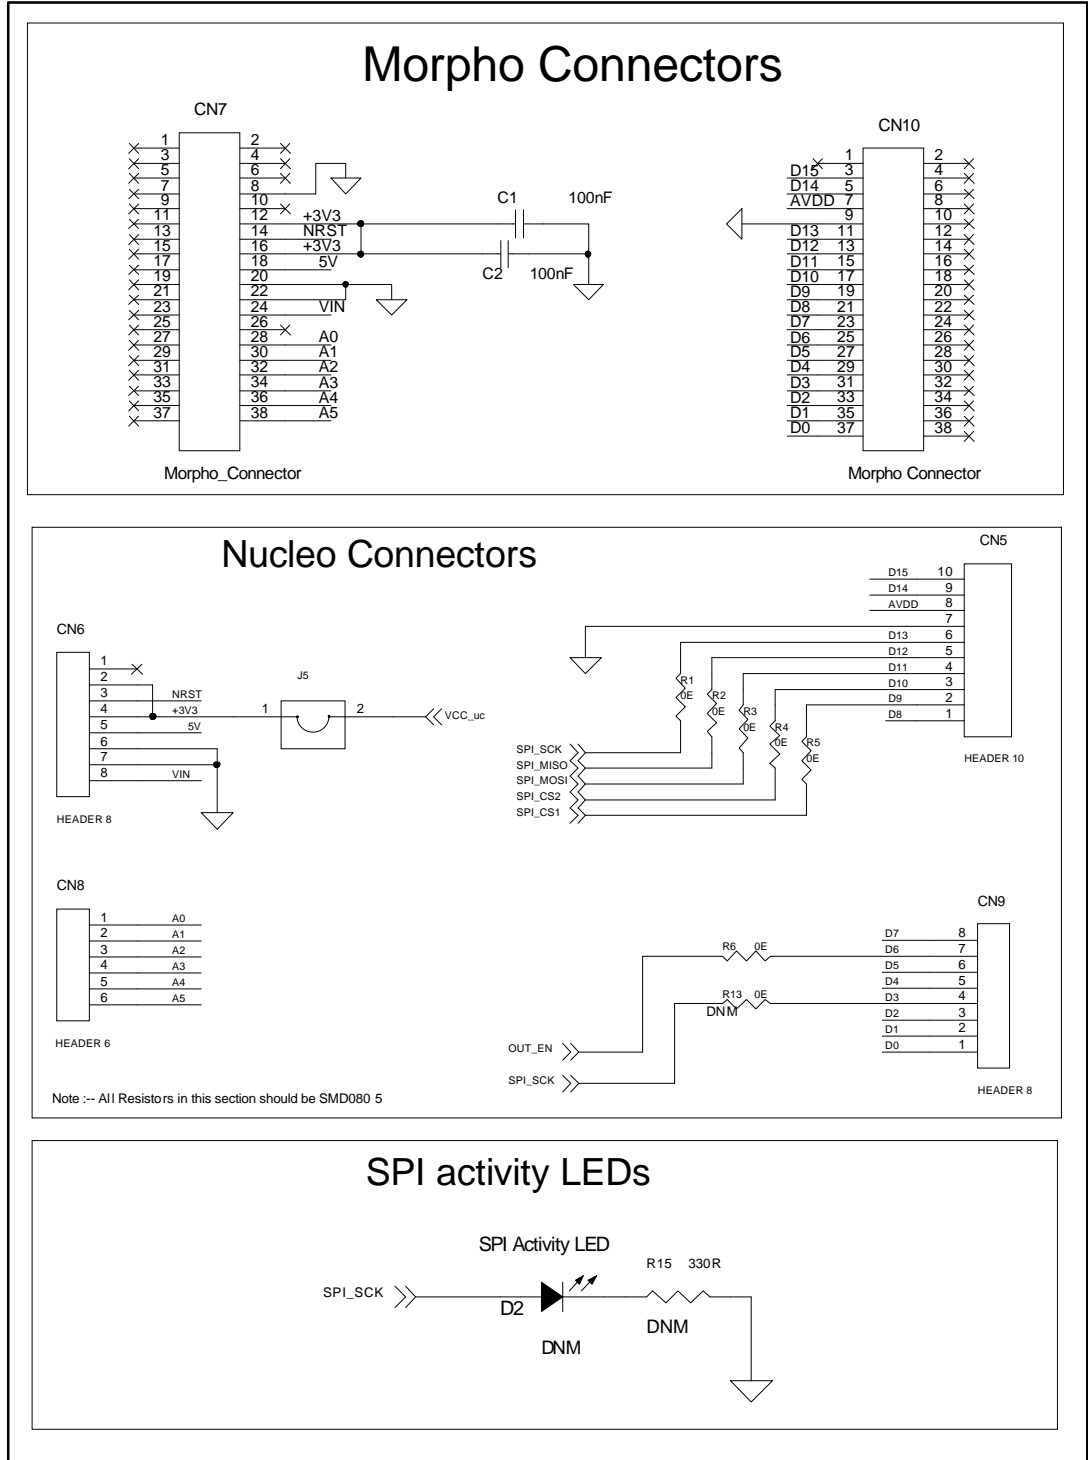 Morpho Connectors
CN7
1 2
3 4
5 6
7 8
9 10
11 12 +3V3
13 14 NRST
15 16 +3V3
17 18 5V
19 20
21 22
23 24 VIN
25 26
27 28 A0
29 30 A1
31 32 A2
33 34 A3
35 36 A4
37 38 A5
Morpho_Connector
C1 100nF
C2 100nF
CN10
1 2
D15 3 4
D14 5 6
AVDD 7 8
9 10
D13 11 12
D12 13 14
D11 15 16
D10 17 18
D9 19 20
D8 21 22
D7 23 24
D6 25 26
D5 27 28
D4 29 30
D3 31 32
D2 33 34
D1 35 36
D0 37 38
Morpho Connector
Nucleo Connectors
CN6
1
2
3 NRST
4 +3V3
5 5V
6
7
8 VIN
HEADER 8
J5
1 2
VCC_uc
CN5
D15 10
D14 9
AVDD 8
7
D13 6
D12 5
D11 4
D10 3
D9 2
D8 1
HEADER 10
R1 0E
R2 0E
R3 0E
R4 0E
R5 0E
SPI_SCK
SPI_MISO
SPI_MOSI
SPI_CS2
SPI_CS1
CN8
1 A0
2 A1
3 A2
4 A3
5 A4
6 A5
HEADER 6
CN9
D7 8
D6 7
D5 6
D4 5
D3 4
D2 3
D1 2
D0 1
HEADER 8
R6 0E
R13 0E
DNM
OUT_EN
SPI_SCK
Note :-- All Resistors in this section should be SMD080 5
SPI activity LEDs
SPI Activity LED
SPI_SCK
D2
DNM
R15 330R
DNM